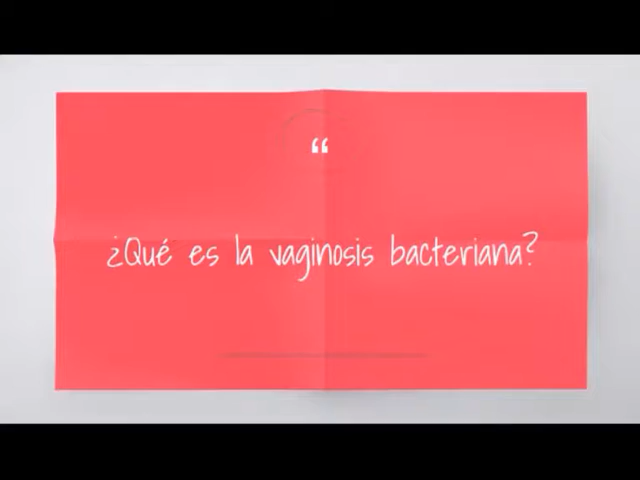 “
¿Qué es la vaginosis bacteriana?